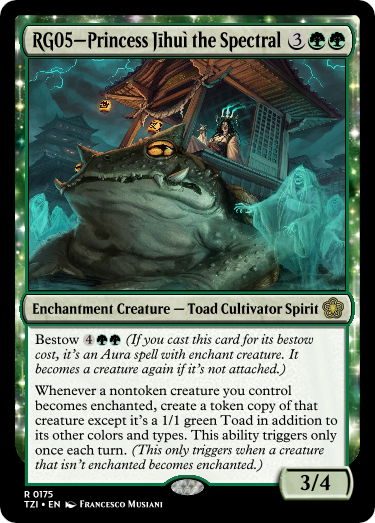 RG05–Princess Jīhuì the Spectral 3
Enchantment Creature — Toad Cultivator Spirit
Bestow 4 (If you cast this card for its bestow
cost, it's an Aura spell with enchant creature. It
becomes a creature again if it's not attached.)
Whenever a nontoken creature you control
becomes enchanted, create a token copy of that
creature except it's a 1/1 green Toad in addition to
its other colors and types. This ability triggers only
once each turn. (This only triggers when a creature
that isn't enchanted becomes enchanted.)
3/4
R 0175
TZI • EN Francesco Musiani